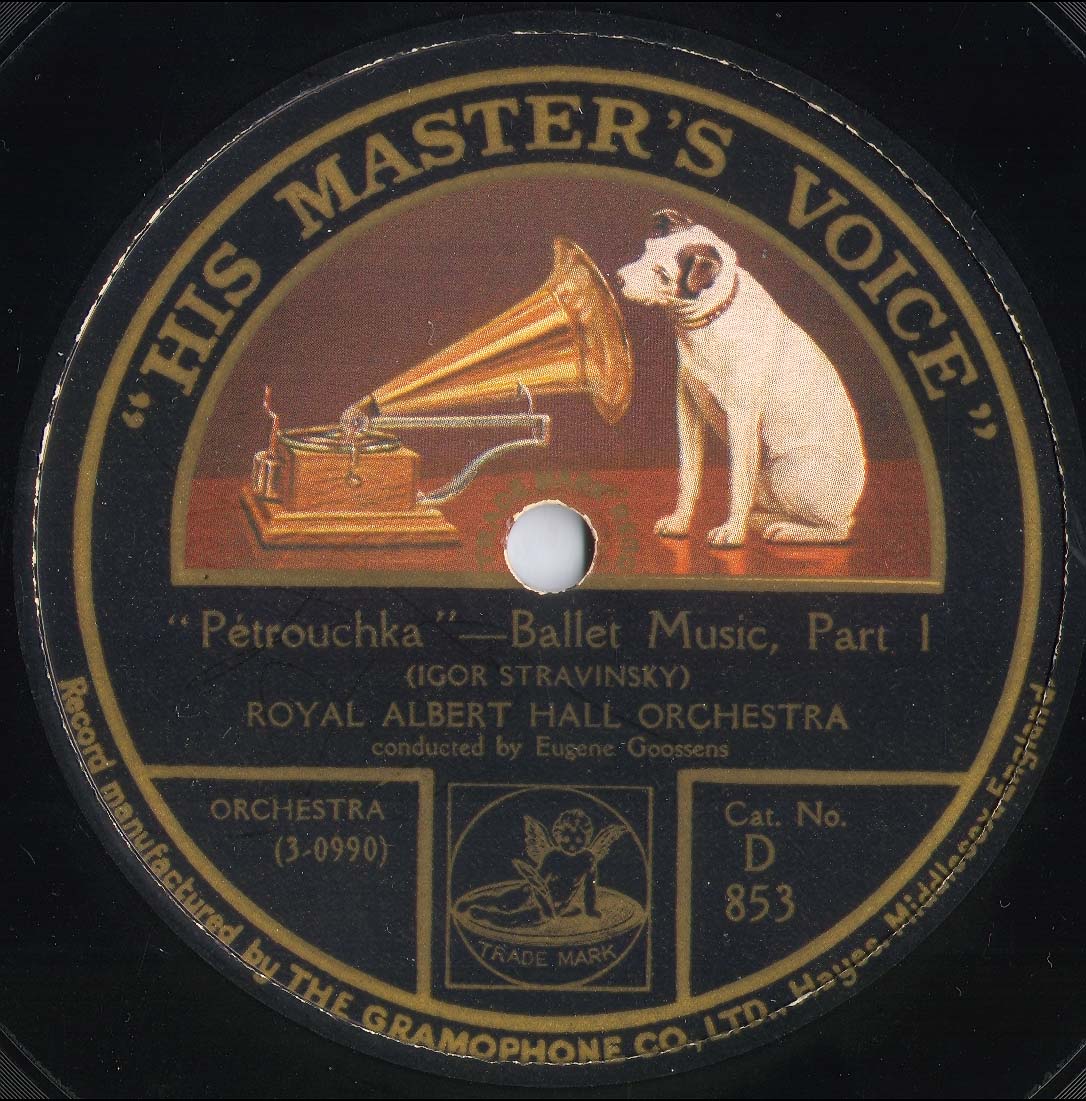 “HIS MASTER'S VOICE”
“Pétrouchka”—Ballet Music, Part 1
(IGOR STRAVINSKY)
ROYAL ALBERT HALL ORCHESTRA
conducted by Eugene Goossens
ORCHESTRA
(3-0990)
TRADE MARK
Cat. No.
D
853
Record manufactured by THE GRAMOPHONE CO., LTD., Hayes, Middlesex, England.